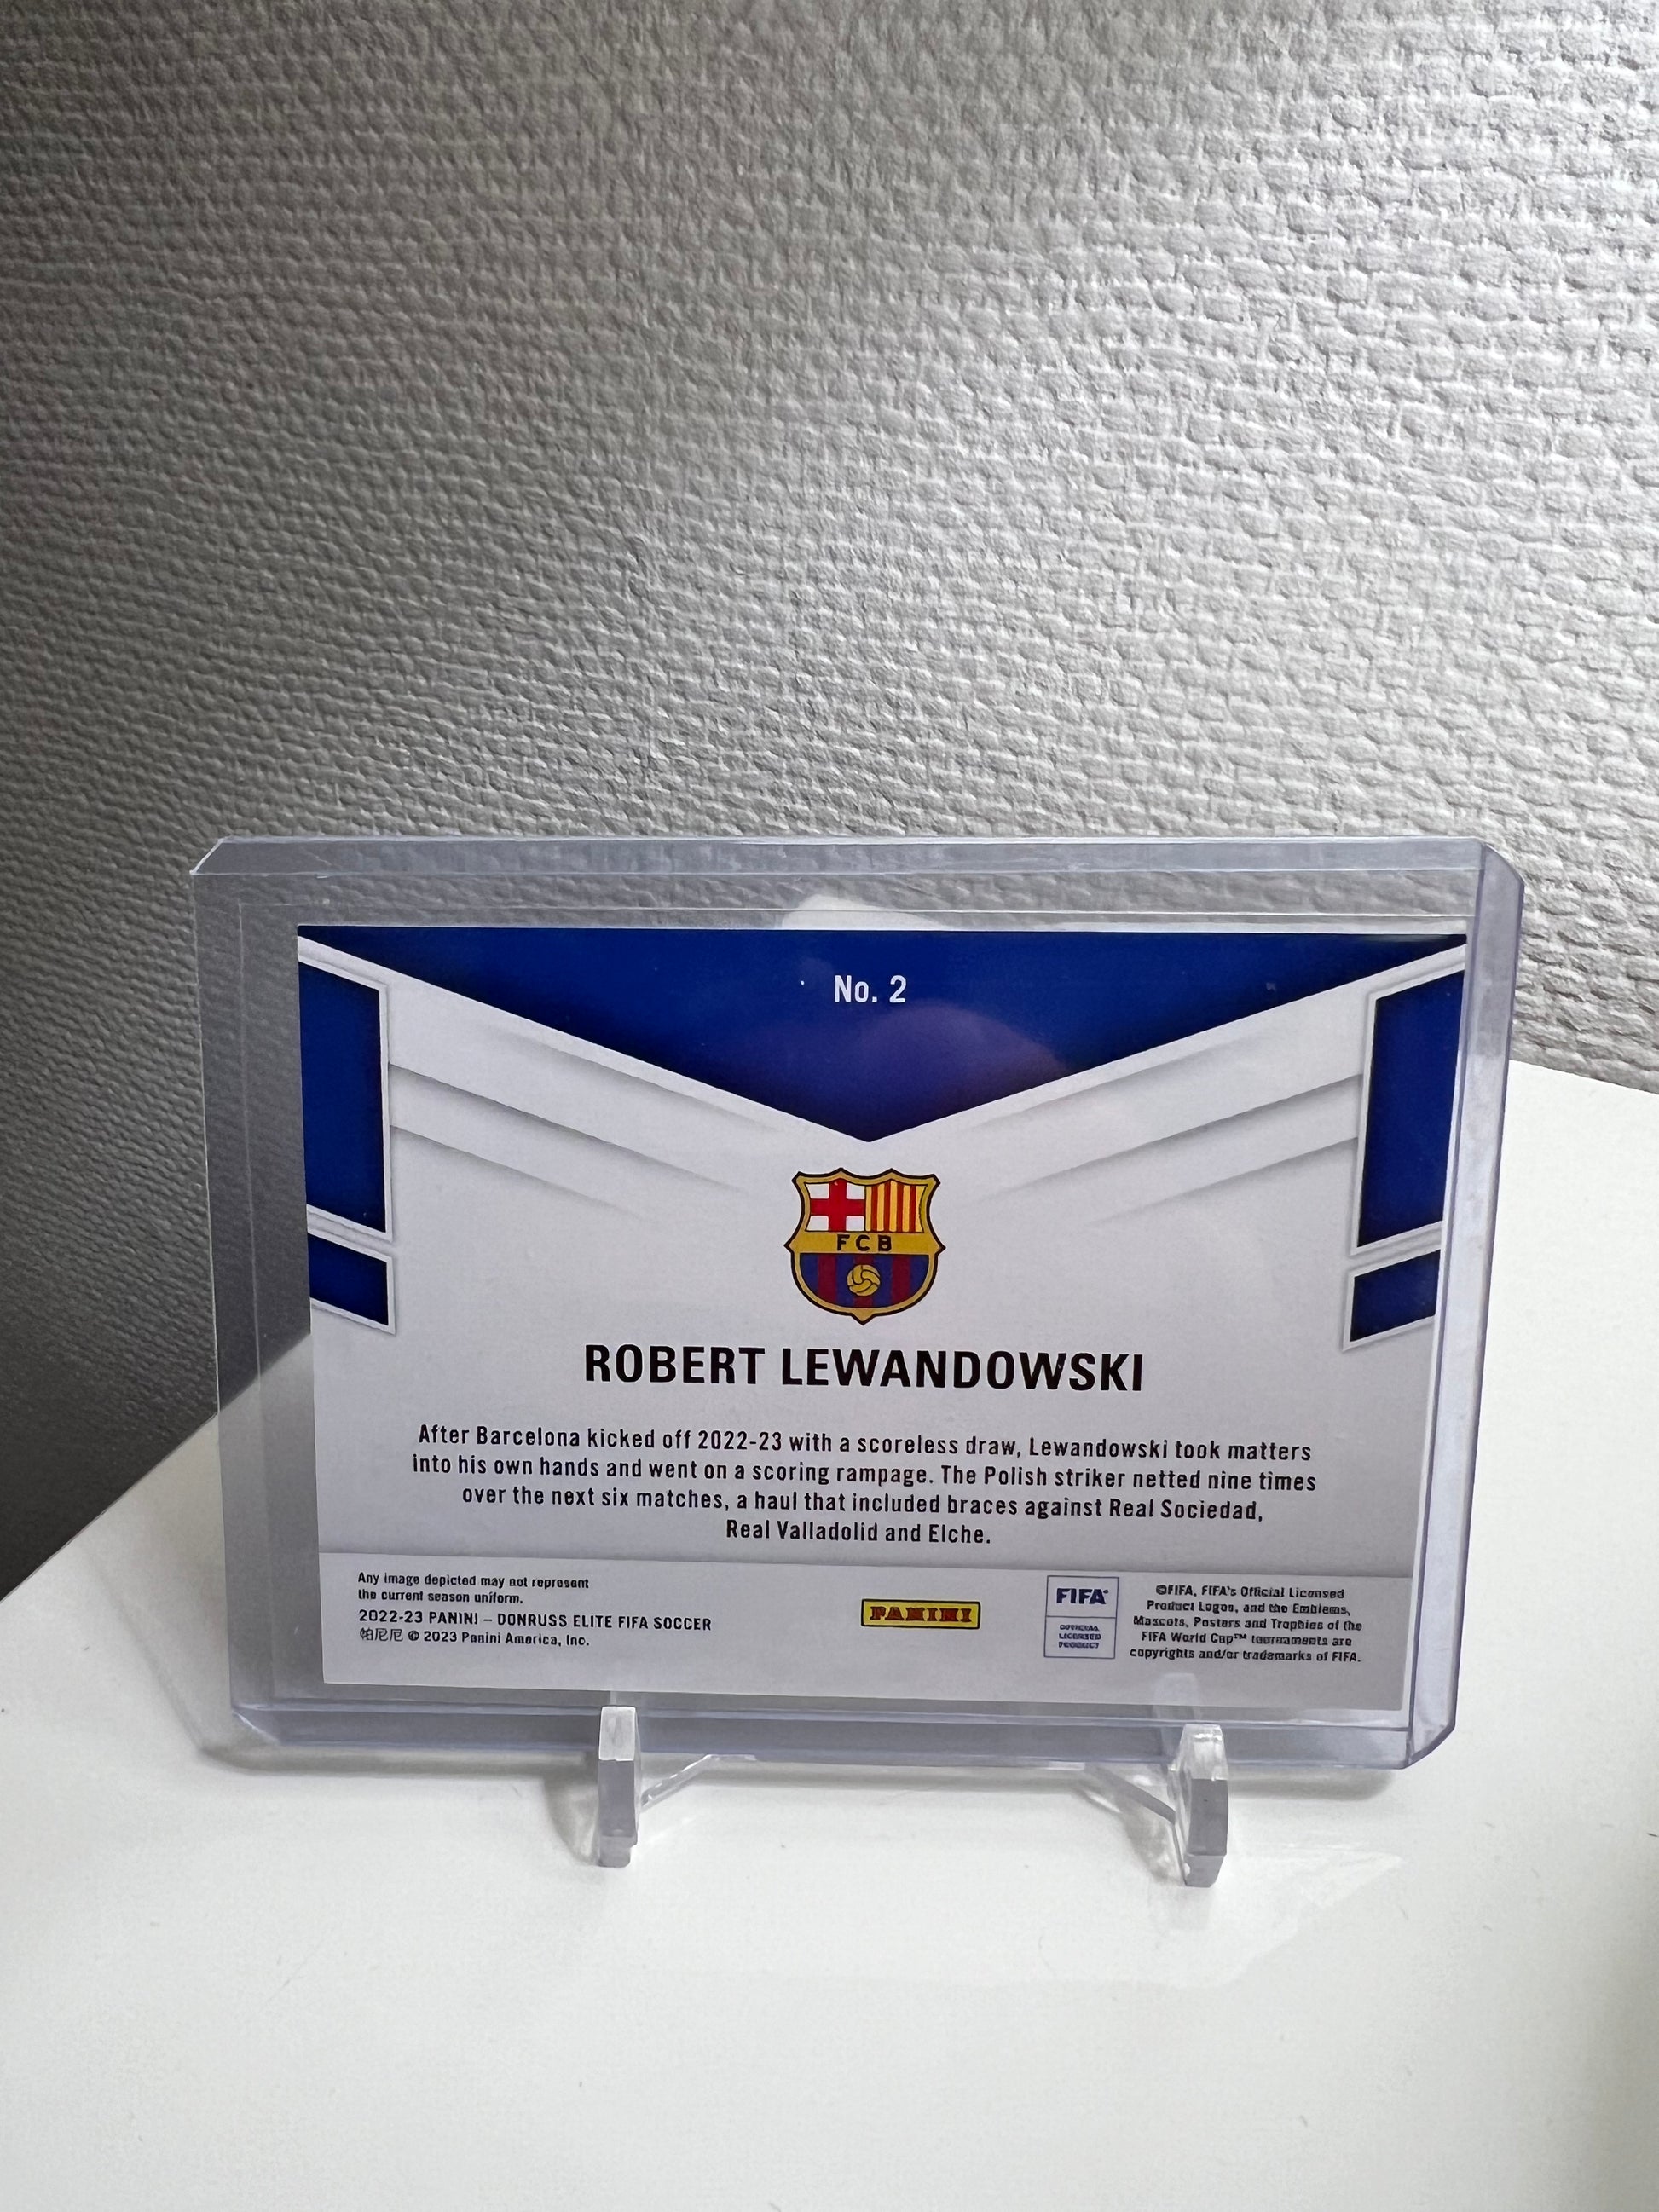 No. 2
FCB
ROBERT LEWANDOWSKI
After Barcelona kicked off 2022-23 with a scoreless draw, Lewandowski took matters
into his own hands and went on a scoring rampage. The Polish striker netted nine times
over the next six matches, a haul that included braces against Real Sociedad,
Real Valladolid and Elche.
Any image depicted may not represent
the current season uniform.
2022-23 PANINI – DONRUSS ELITE FIFA SOCCER
帕尼尼 © 2023 Panini America, Inc.
PANINI
FIFA
OFFICIAL
LICENSED
PRODUCT
©FIFA, FIFA's Official Licensed
Product Logos, and the Emblems,
Mascots, Posters and Trophies of the
FIFA World Cup™ tournaments are
copyrights and/or trademarks of FIFA.